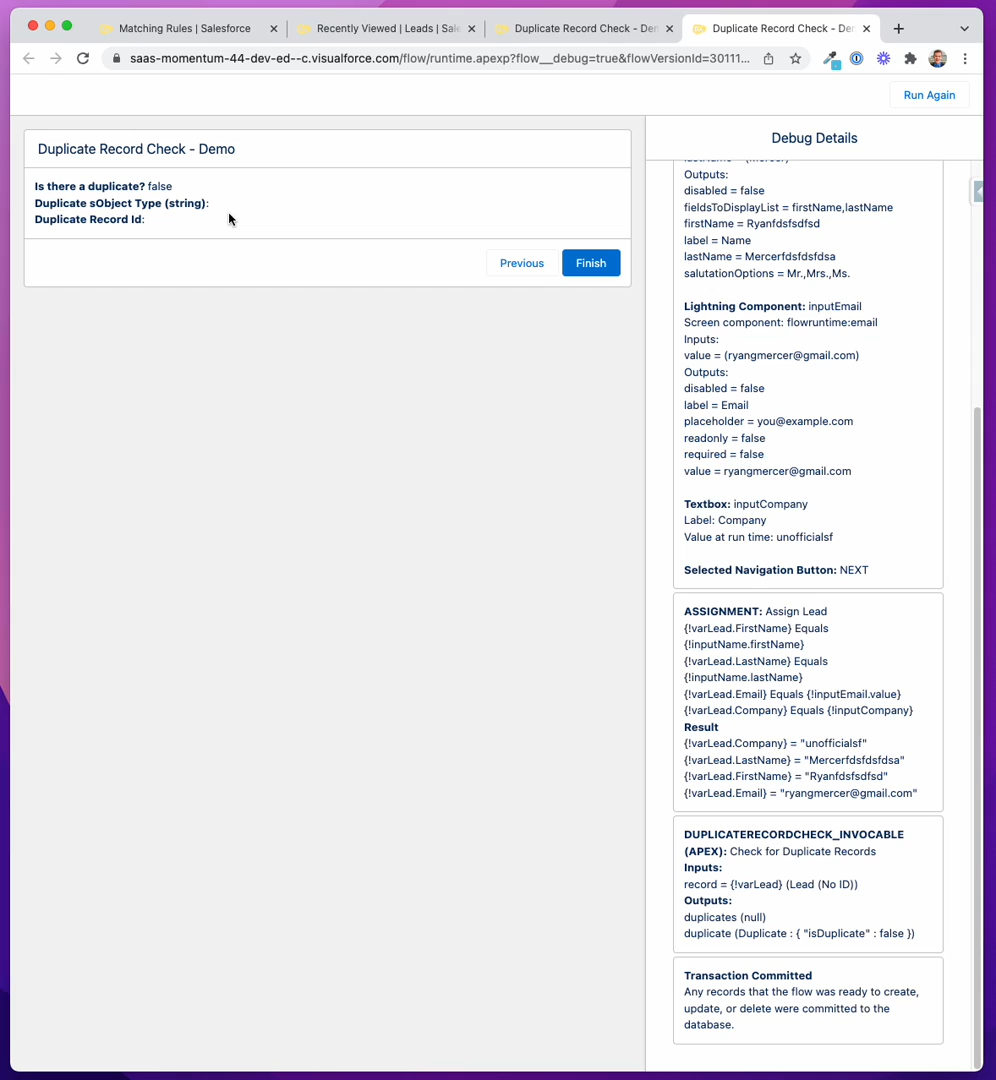 Matching Rules | Salesforce
Recently Viewed | Leads | Sale
Duplicate Record Check - Den
Duplicate Record Check - Den
saas-momentum-44-dev-ed--c.visualforce.com/flow/runtime.apexp?flow__debug=true&flowVersionId=30111...
Run Again
Duplicate Record Check - Demo
Is there a duplicate? false
Duplicate sObject Type (string):
Duplicate Record Id:
Previous
Finish
Debug Details
lastName = (Mercer)
Outputs:
disabled = false
fieldsToDisplayList = firstName,lastName
firstName = Ryanfdsfsdfsd
label = Name
lastName = Mercerfdsfdsfdsa
salutationOptions = Mr.,Mrs.,Ms.
Lightning Component: inputEmail
Screen component: flowruntime:email
Inputs:
value = (ryangmercer@gmail.com)
Outputs:
disabled = false
label = Email
placeholder = you@example.com
readonly = false
required = false
value = ryangmercer@gmail.com
Textbox: inputCompany
Label: Company
Value at run time: unofficialsf
Selected Navigation Button: NEXT
ASSIGNMENT: Assign Lead
{!varLead.FirstName} Equals
{!inputName.firstName}
{!varLead.LastName} Equals
{!inputName.lastName}
{!varLead.Email} Equals {!inputEmail.value}
{!varLead.Company} Equals {!inputCompany}
Result
{!varLead.Company} = "unofficialsf"
{!varLead.LastName} = "Mercerfdsfdsfdsa"
{!varLead.FirstName} = "Ryanfdsfsdfsd"
{!varLead.Email} = "ryangmercer@gmail.com"
DUPLICATERECORDCHECK_INVOCABLE
(APEX): Check for Duplicate Records
Inputs:
record = {!varLead} (Lead (No ID))
Outputs:
duplicates (null)
duplicate (Duplicate : { "isDuplicate" : false })
Transaction Committed
Any records that the flow was ready to create,
update, or delete were committed to the
database.